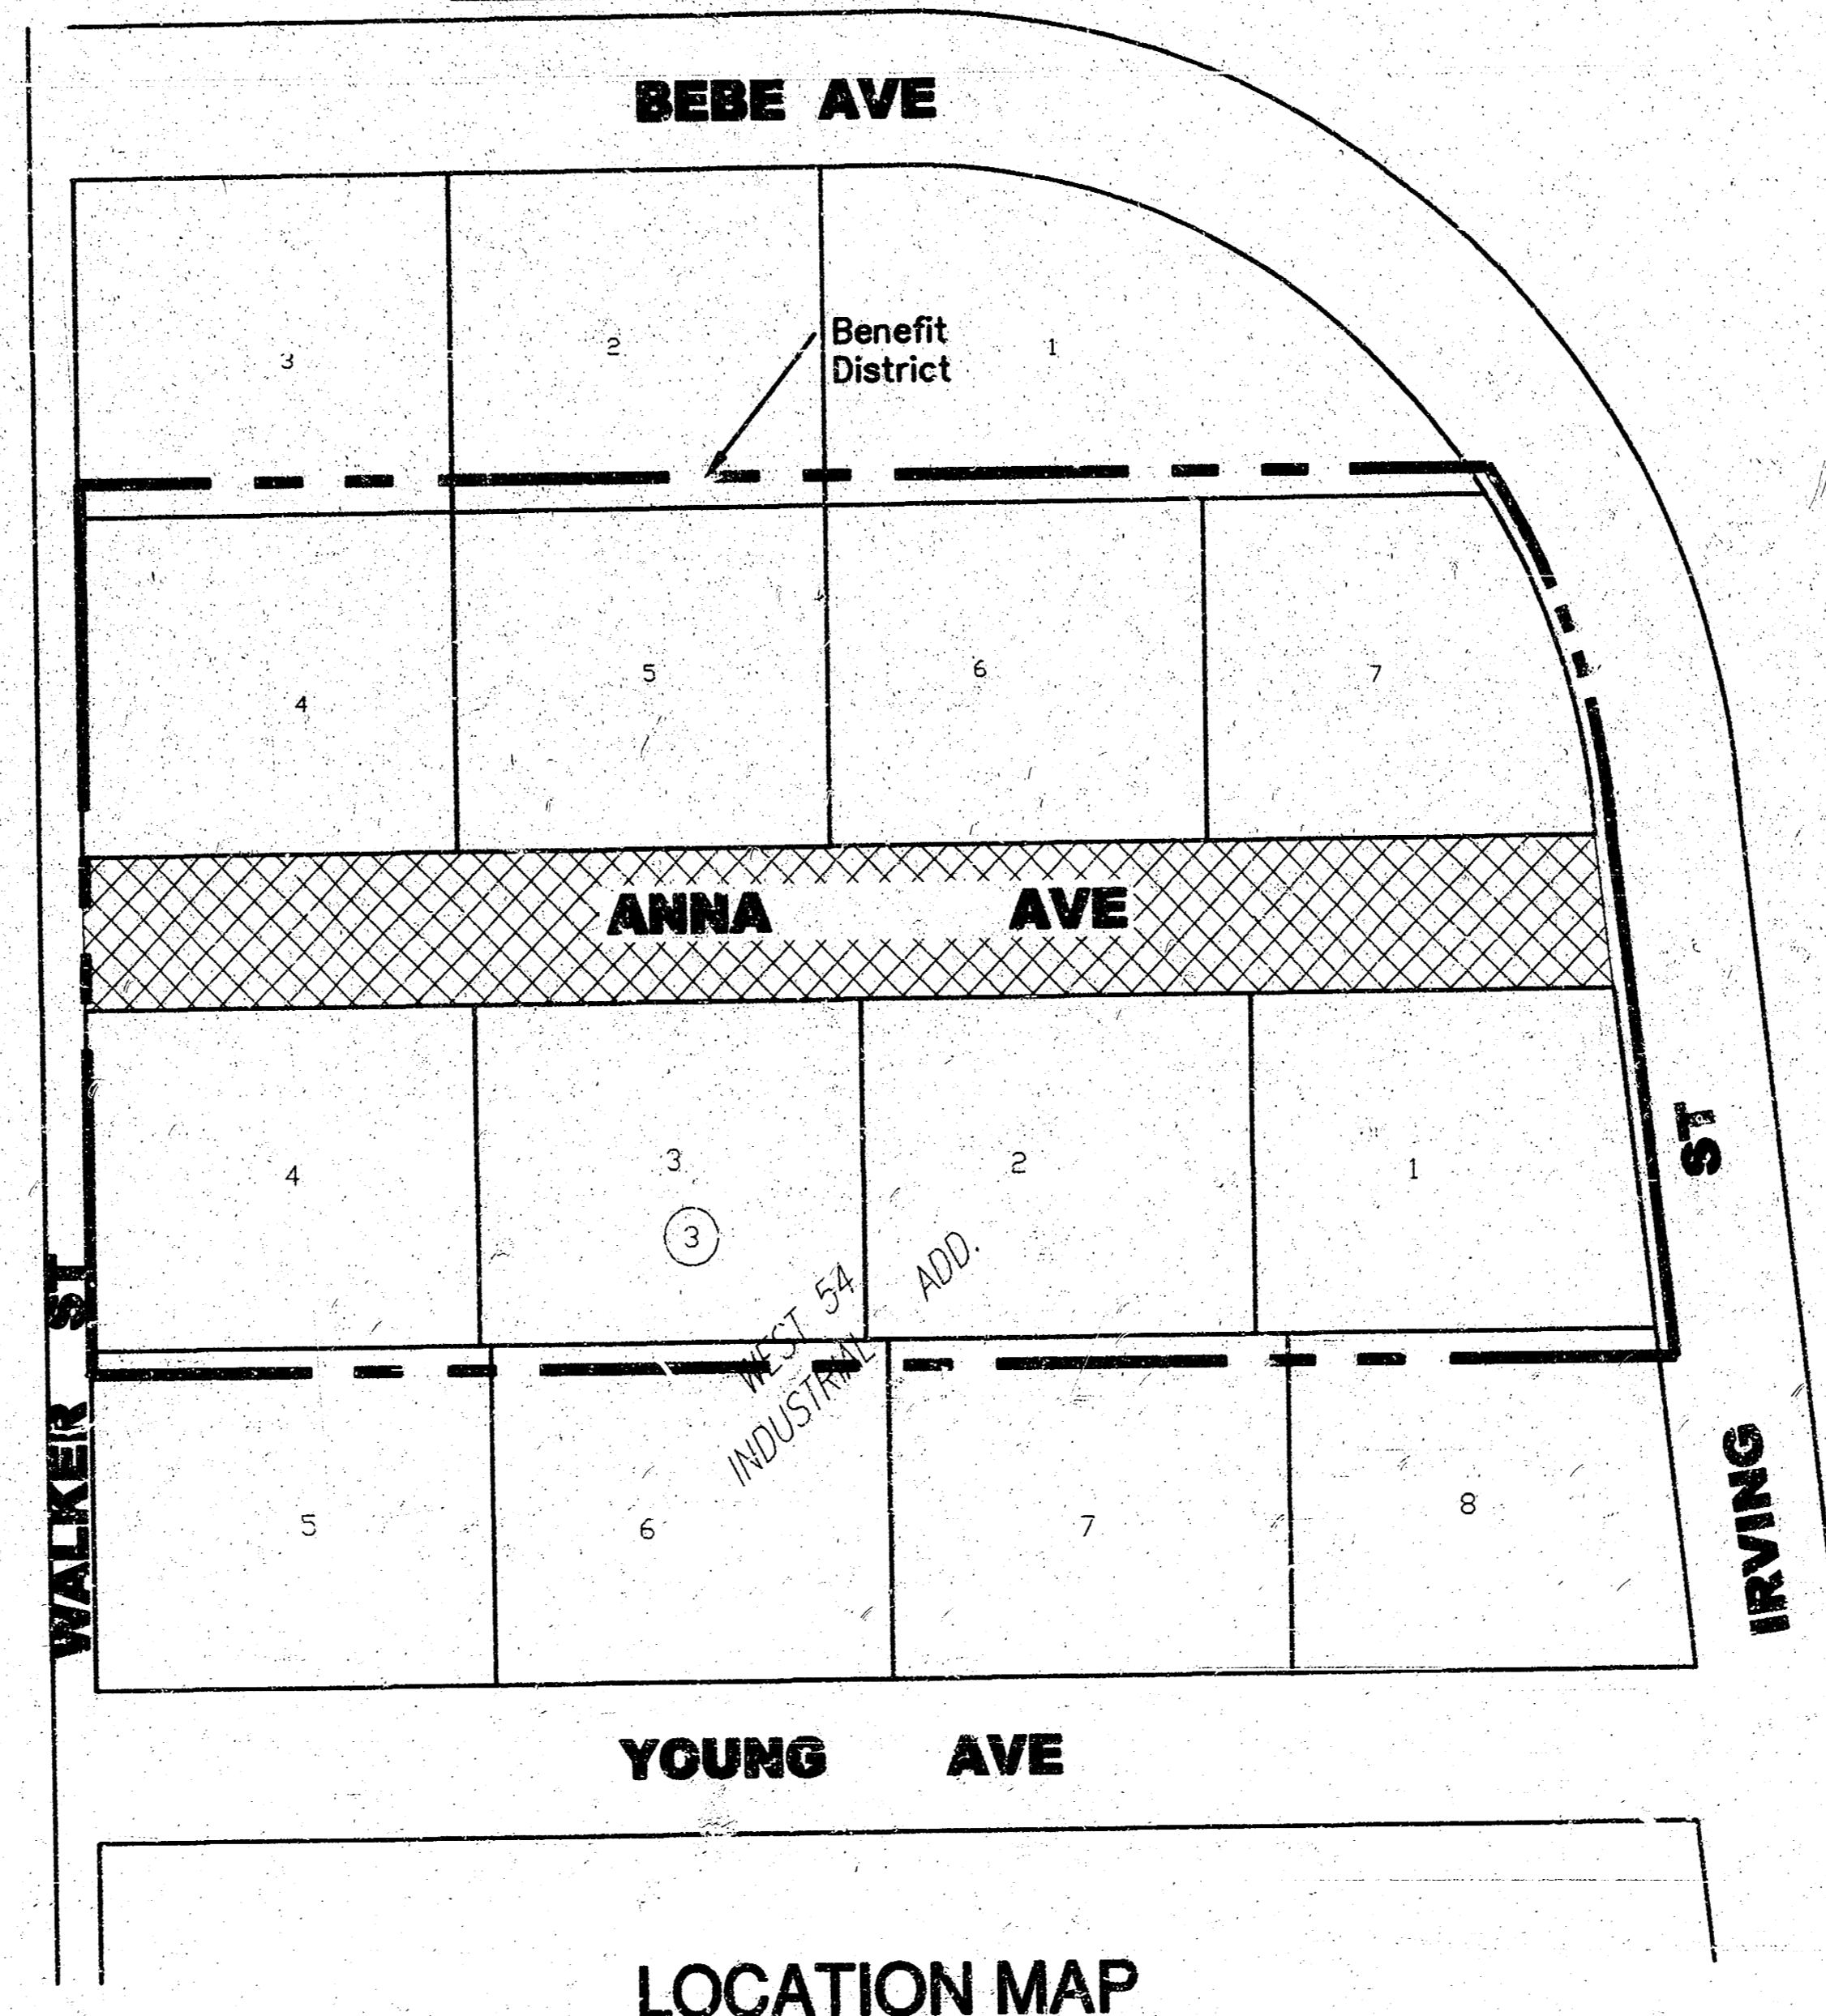 BEBE AVE
Benefit
District
3
2
1
4
5
6
7
ANNA AVE
4
3
2
1
3
WEST 54 ADD.
INDUSTRIAL
ST
WALKER
ST
IRVING
5
6
7
8
YOUNG AVE
LOCATION MAP